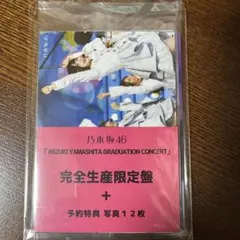 乃木坂46
「MIZUKI YAMASHITA GRADUATION CONCERT」
完全生産限定盤
+
予約特典 写真12枚